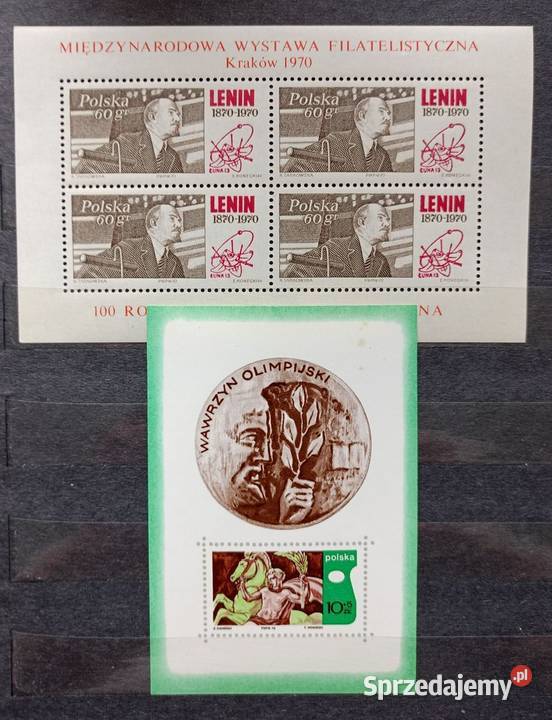 MIĘDZYNARODOWA WYSTAWA FILATELISTYCZNA
Kraków 1970
Polska
60 gr
LENIN
1870-1970
Polska
60 gr
LENIN
1870-1970
Polska
60 gr
LENIN
1870-1970
Polska
60 gr
LENIN
1870-1970
100 RO
NA
WAWRZYN OLIMPIJSKI
polska
10+5
Sprzedajemy.pl